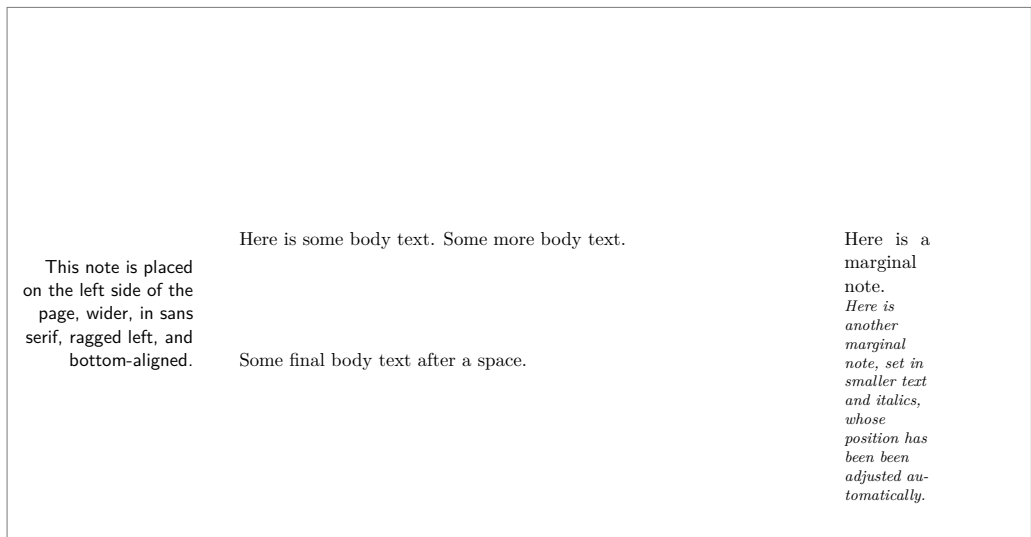 Here is some body text. Some more body text.
Some final body text after a space.
This note is placed
on the left side of the
page, wider, in sans
serif, ragged left, and
bottom-aligned.
Here is a
marginal
note.
Here is
another
marginal
note, set in
smaller text
and italics,
whose
position has
been been
adjusted au-
tomatically.